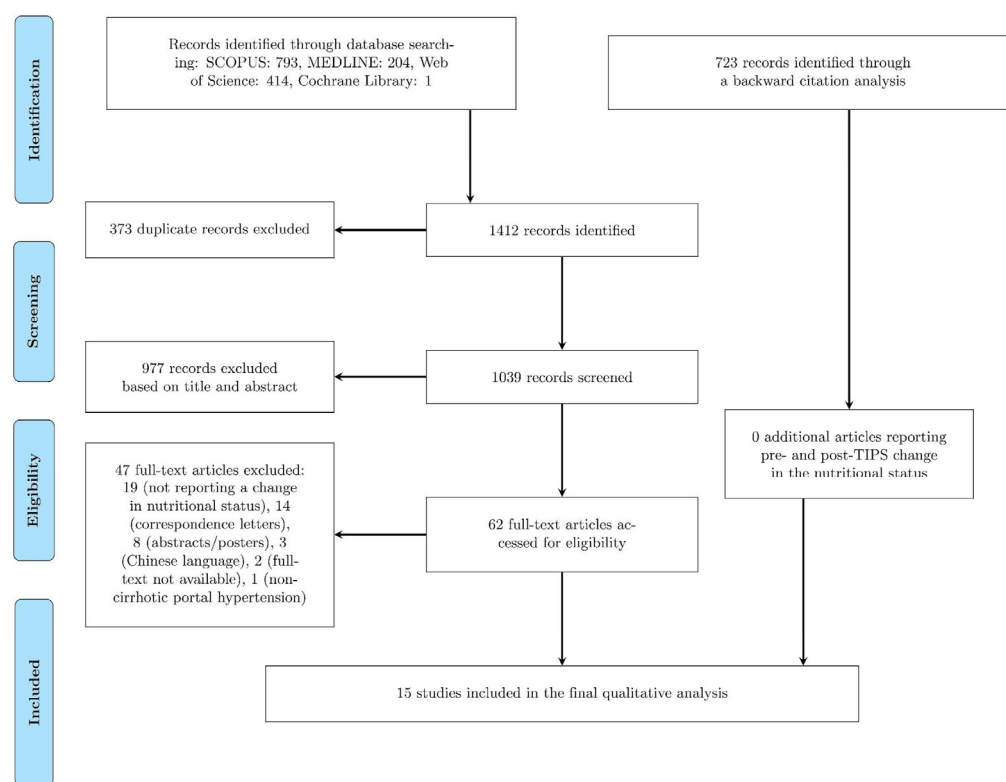 Identification
Records identified through database search-
ing: SCOPUS: 793, MEDLINE: 204, Web
of Science: 414, Cochrane Library: 1
723 records identified through
a backward citation analysis
373 duplicate records excluded
1412 records identified
Screening
977 records excluded
based on title and abstract
1039 records screened
Eligibility
0 additional articles reporting
pre- and post-TIPS change
in the nutritional status
47 full-text articles excluded:
19 (not reporting a change
in nutritional status), 14
(correspondence letters),
8 (abstracts/posters), 3
(Chinese language), 2 (full-
text not available), 1 (non-
cirrhotic portal hypertension)
62 full-text articles ac-
cessed for eligibility
Included
15 studies included in the final qualitative analysis